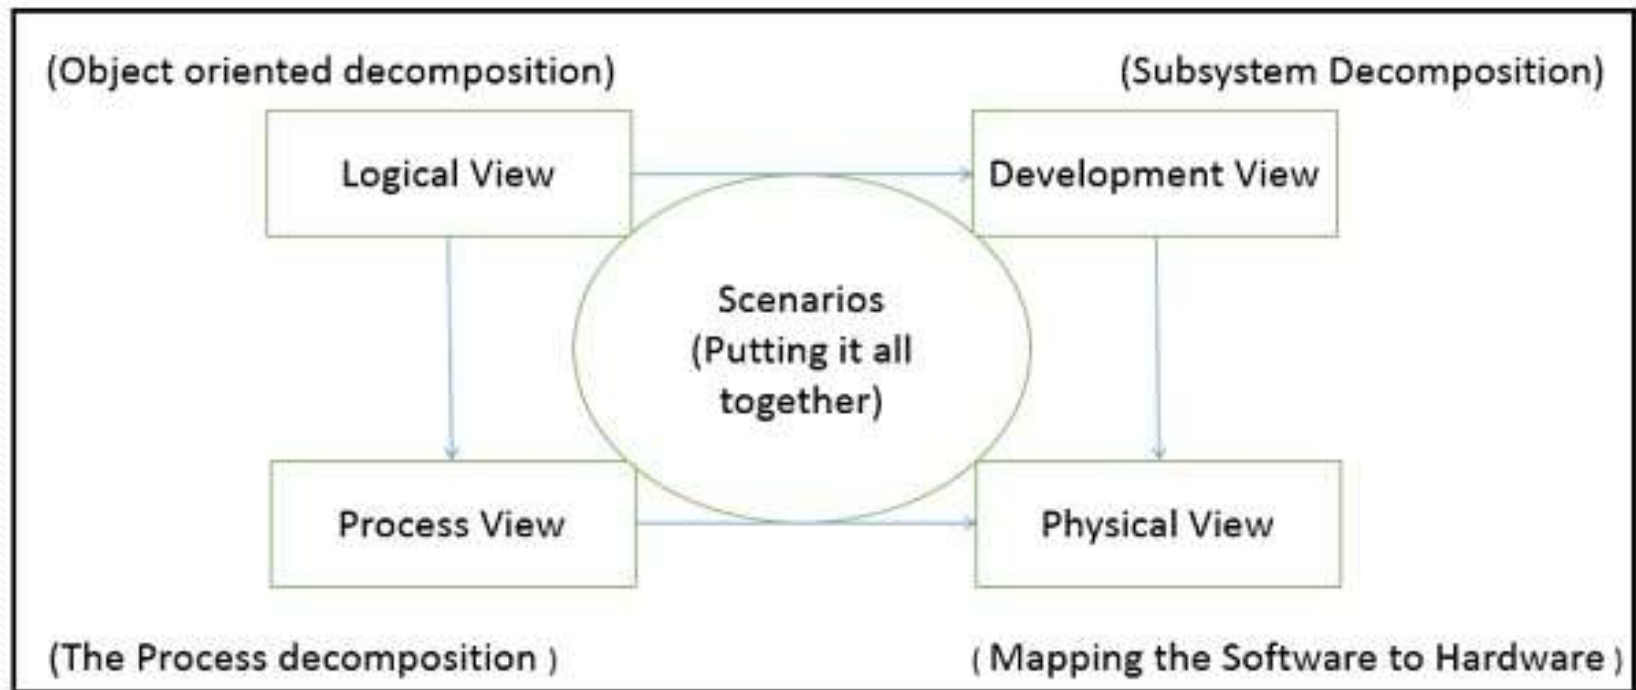 (Object oriented decomposition)
(Subsystem Decomposition)
Logical View
Development View
Scenarios
(Putting it all
together)
Process View
Physical View
(The Process decomposition )
( Mapping the Software to Hardware )